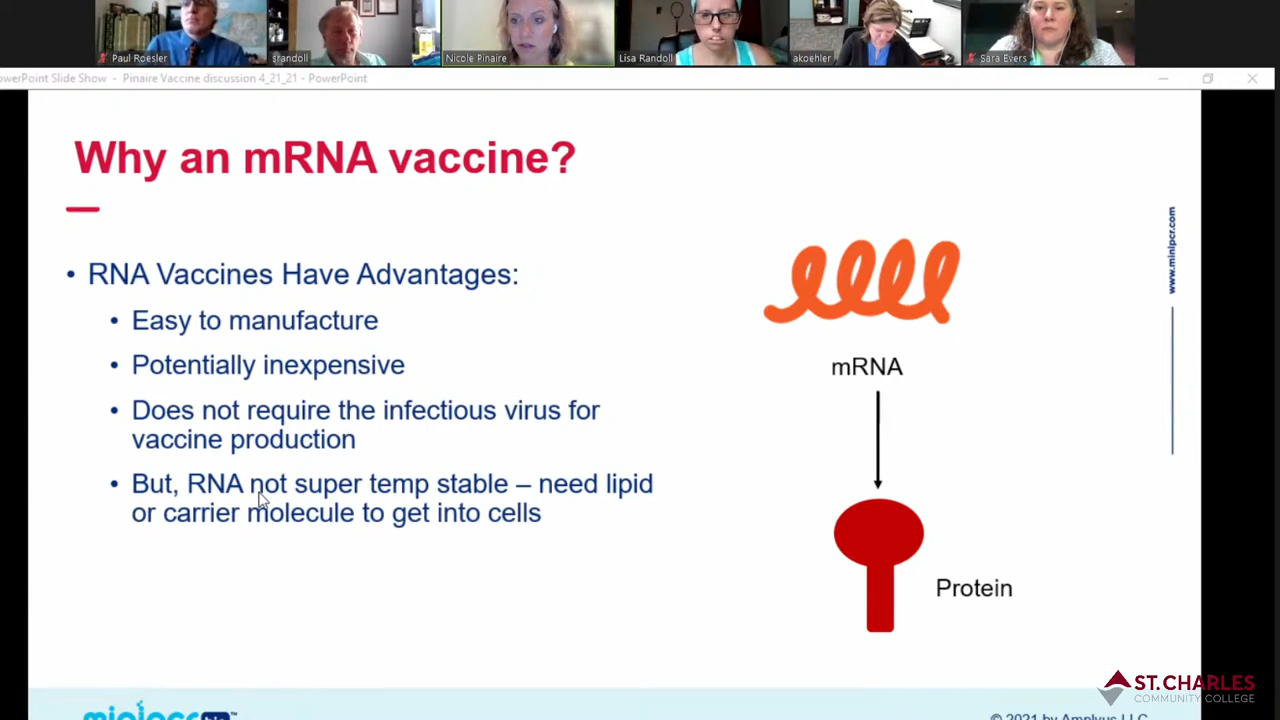 Paul Roesler
srandoll
Nicole Pinaire
Lisa Randoll
akoehler
Sara Evers
owerPoint Slide Show - Pinaire Vaccine discussion 4_21_21 - PowerPoint
Why an mRNA vaccine?
• RNA Vaccines Have Advantages:
• Easy to manufacture
• Potentially inexpensive
• Does not require the infectious virus for
vaccine production
• But, RNA not super temp stable – need lipid
or carrier molecule to get into cells
mRNA
Protein
www.minipcr.com
ST. CHARLES
COMMUNITY COLLEGE
minipcr bio™
© 2021 by Amplyus LLC